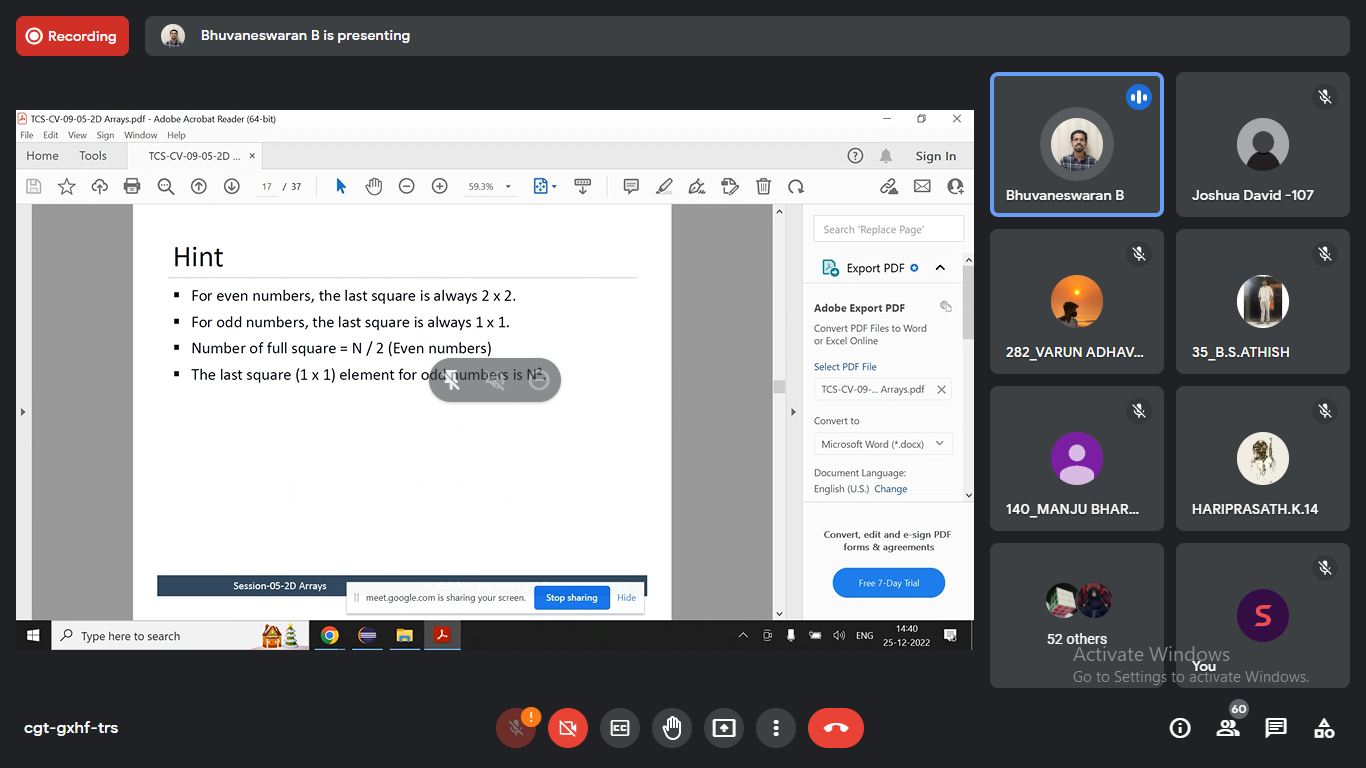 Recording
Bhuvaneswaran B is presenting
TCS-CV-09-05-2D Arrays.pdf - Adobe Acrobat Reader (64-bit)
File Edit View Sign Window Help
Home Tools TCS-CV-09-05-2D ... × Sign In
17 / 37 59.3%
Hint
▪ For even numbers, the last square is always 2 x 2.
▪ For odd numbers, the last square is always 1 x 1.
▪ Number of full square = N / 2 (Even numbers)
▪ The last square (1 x 1) element for odd numbers is N².
Session-05-2D Arrays
meet.google.com is sharing your screen. Stop sharing Hide
Search 'Replace Page'
Export PDF
Adobe Export PDF
Convert PDF Files to Word
or Excel Online
Select PDF File
TCS-CV-09-... Arrays.pdf
Convert to
Microsoft Word (*.docx)
Document Language:
English (U.S.) Change
Convert, edit and e-sign PDF
forms & agreements
Free 7-Day Trial
Type here to search
ENG
14:40
25-12-2022
Bhuvaneswaran B
Joshua David -107
282_VARUN ADHAV...
35_B.S.ATHISH
140_MANJU BHAR...
HARIPRASATH.K.14
52 others
S
You
Activate Windows
Go to Settings to activate Windows.
cgt-gxhf-trs
60